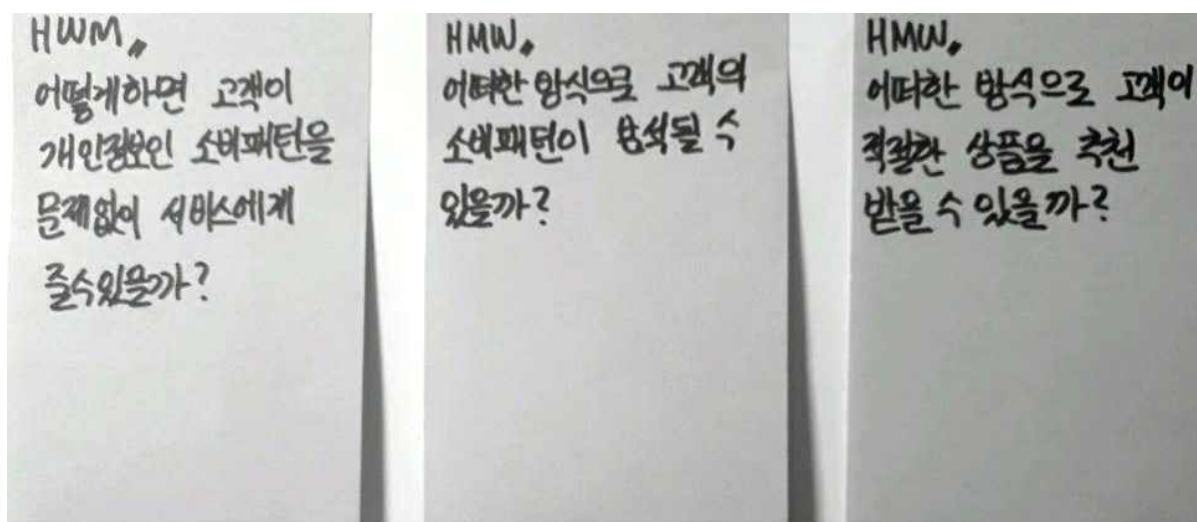 HWM,,
어떻게하면 고객이
개인정보인 소비패턴을
문제없이 서비스에게
줄수있을까?
HMW,,
어떠한 방식으로 고객의
소비패턴이 분석될 수
있을까?
HMW,,
어떠한 방식으로 고객이
적절한 상품을 추천
받을 수 있을까?